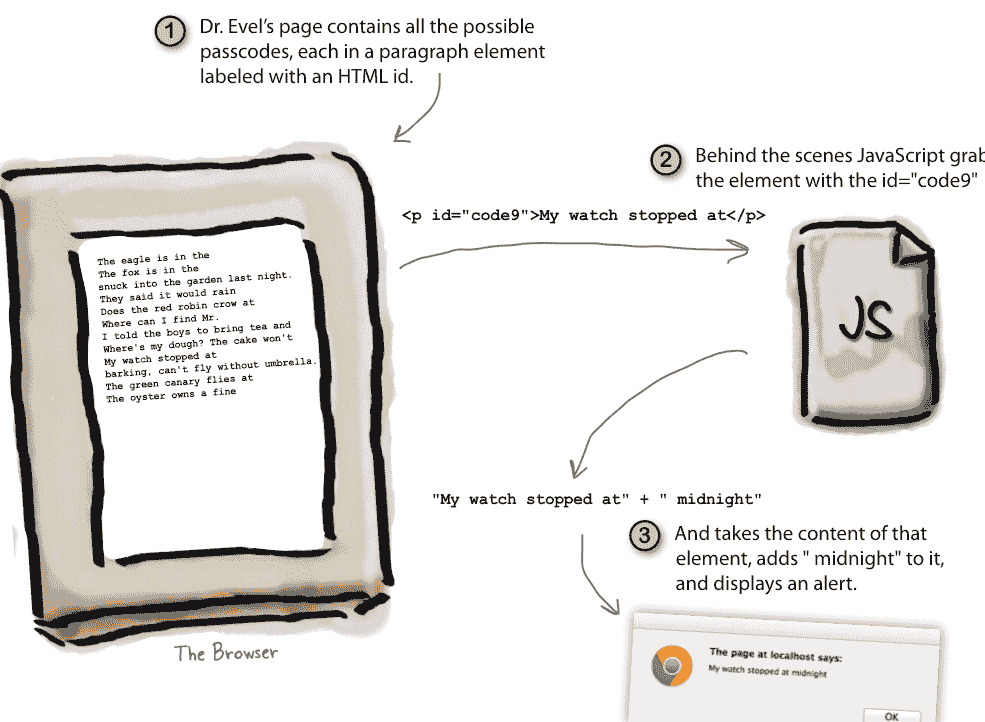 1 Dr. Evel's page contains all the possible
passcodes, each in a paragraph element
labeled with an HTML id.
2 Behind the scenes JavaScript grab
the element with the id="code9"
<p id="code9">My watch stopped at</p>
The eagle is in the
The fox is in the
snuck into the garden last night.
They said it would rain
Does the red robin crow at
Where can I find Mr.
I told the boys to bring tea and
Where's my dough? The cake won't
My watch stopped at
barking, can't fly without umbrella.
The green canary flies at
The oyster owns a fine
JS
"My watch stopped at" + " midnight"
3 And takes the content of that
element, adds " midnight" to it,
and displays an alert.
The Browser
The page at localhost says:
My watch stopped at midnight
OK